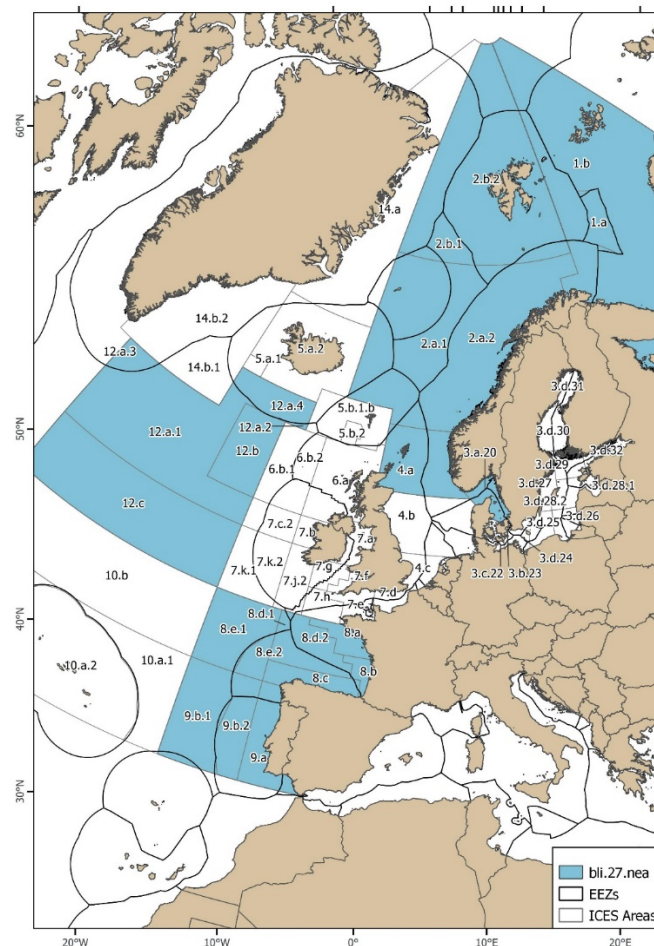 60°N
50°N
40°N
30°N
20°W
10°W
0°
10°E
20°E
1.b
2.b.2
14.a
1.a
2.b.1
14.b.2
2.a.2
12.a.3
5.a.2
2.a.1
5.a.1
14.b.1
3.d.31
12.a.4
5.b.1.b
12.a.1
12.a.2
3.d.30
5.b.2
3.a.20
12.b
6.b.2
3.d.32
6.b.1
4.a
3.d.29
6.a
3.d.27
3.d.28.1
12.c
3.d.28.2
7.c.2
4.b
3.d.26
7.b
7.a
3.d.25
7.k.2
7.g
3.d.24
10.b
7.k.1
7.j.2
7.f
4.c
3.c.22
3.b.23
7.h
7.d
7.e
8.d.1
8.e.1
8.d.2
8.a
8.e.2
10.a.2
10.a.1
8.c
8.b
9.b.1
9.b.2
9.a
bli.27.nea
EEZs
ICES Areas